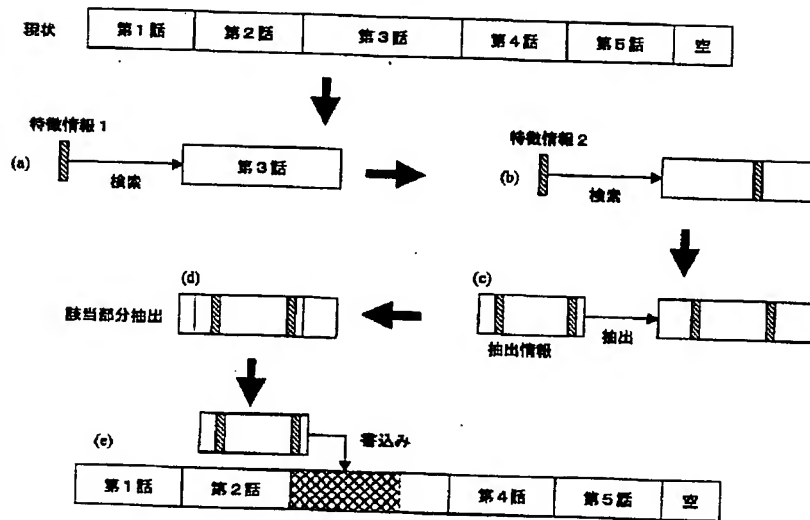 現状 第1話 第2話 第3話 第4話 第5話 空
特徴情報1
(a) 検索 第3話
特徴情報2
(b) 検索
(d)
(c)
該当部分抽出
抽出情報 抽出
(e) 書込み
第1話 第2話 第4話 第5話 空